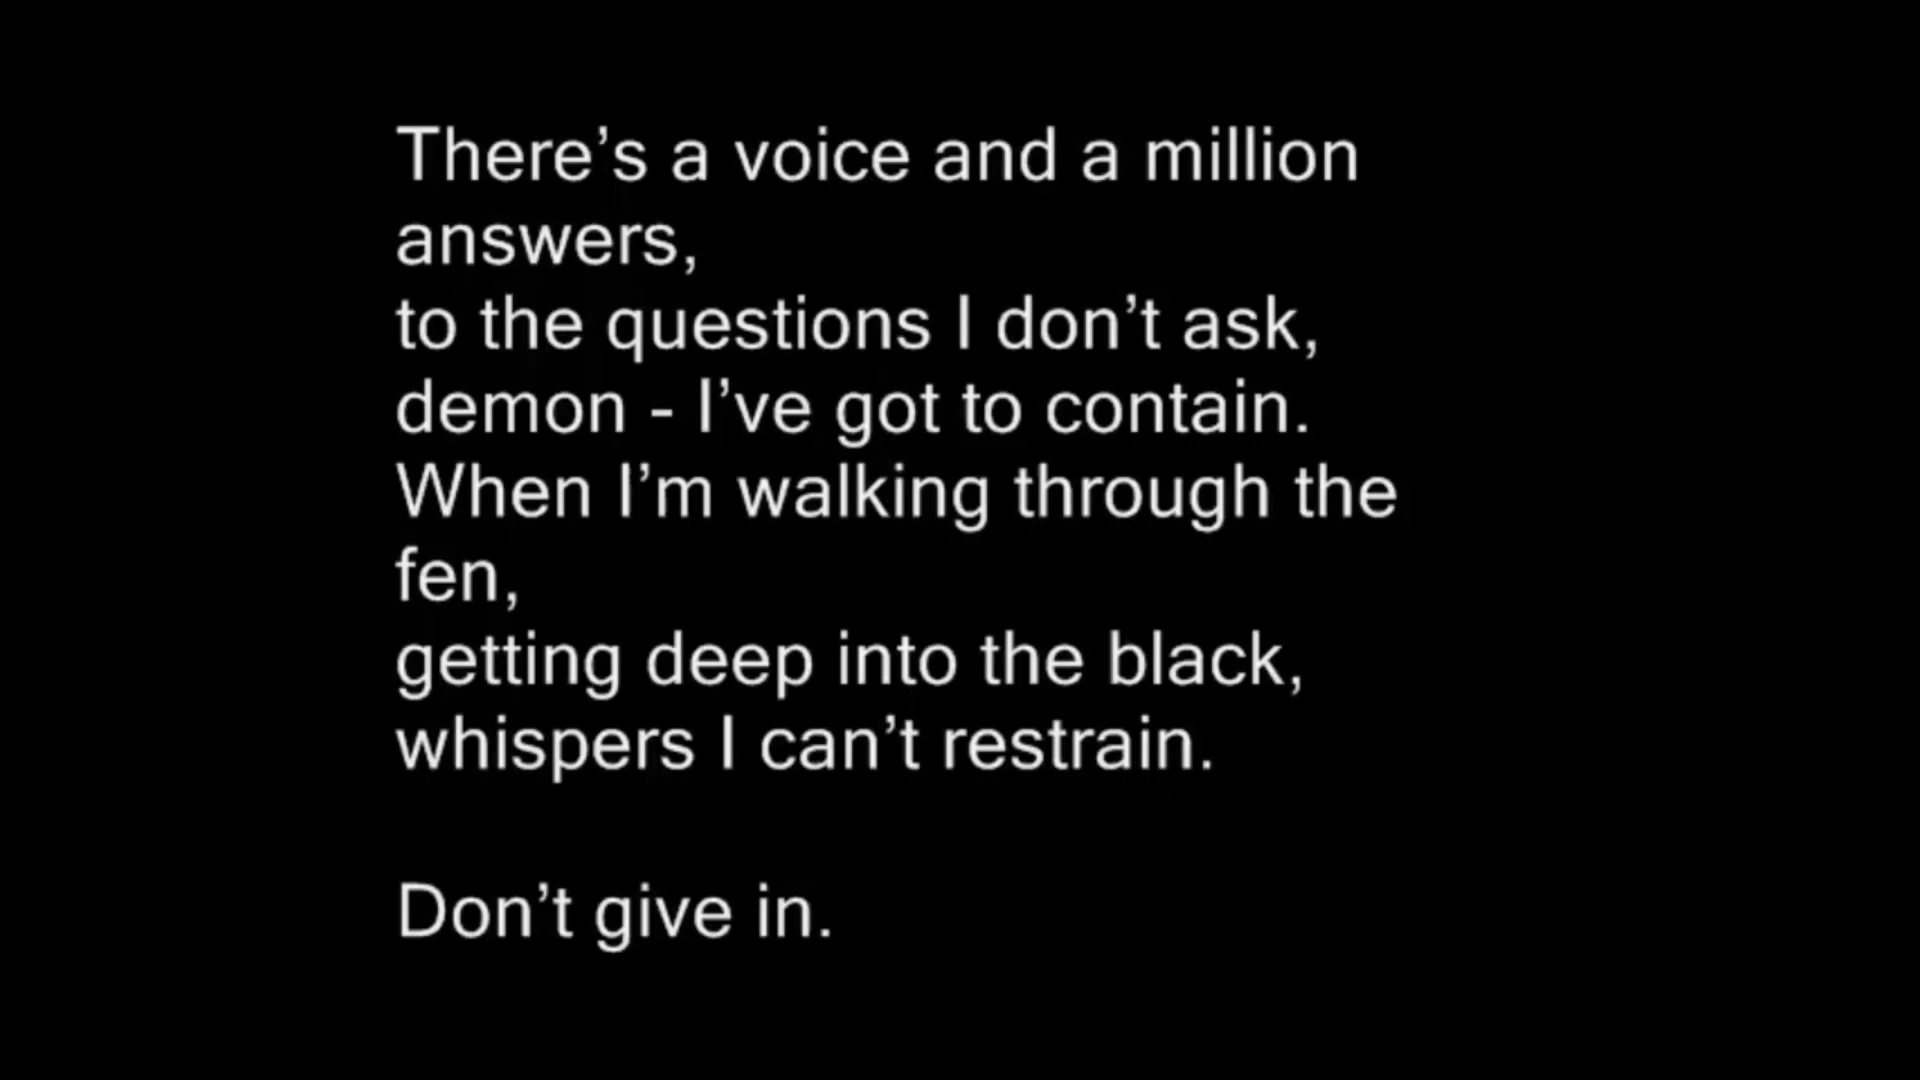 There’s a voice and a million
answers,
to the questions I don’t ask,
demon - I’ve got to contain.
When I’m walking through the
fen,
getting deep into the black,
whispers I can’t restrain.
Don’t give in.